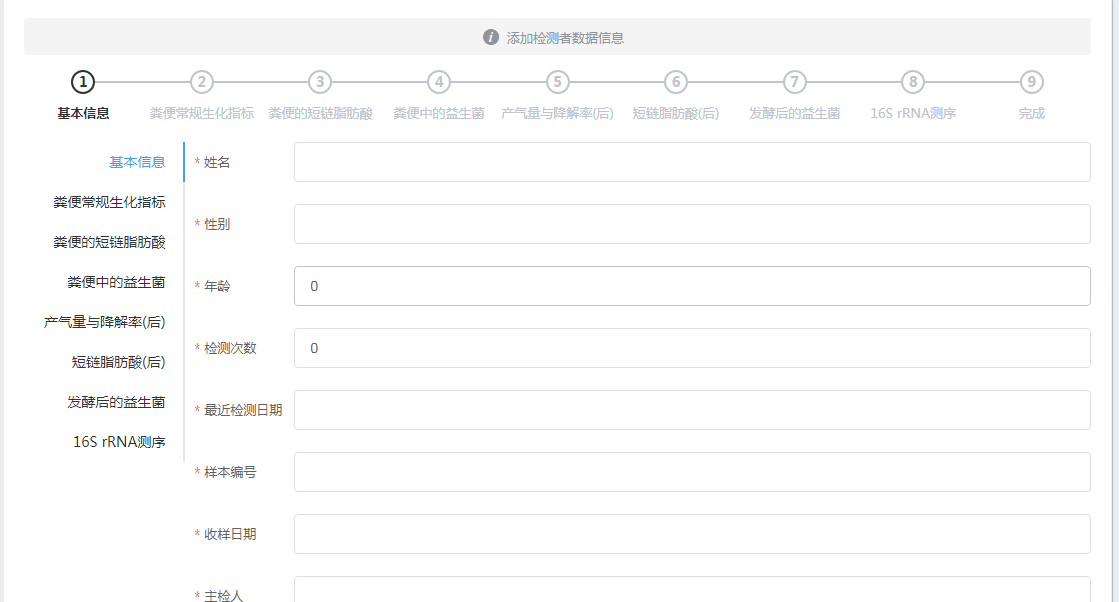 添加检测者数据信息
1 2 3 4 5 6 7 8 9
基本信息 粪便常规生化指标 粪便的短链脂肪酸 粪便中的益生菌 产气量与降解率(后) 短链脂肪酸(后) 发酵后的益生菌 16S rRNA测序 完成
基本信息
粪便常规生化指标
粪便的短链脂肪酸
粪便中的益生菌
产气量与降解率(后)
短链脂肪酸(后)
发酵后的益生菌
16S rRNA测序
* 姓名
* 性别
* 年龄 0
* 检测次数 0
* 最近检测日期
* 样本编号
* 收样日期
* 主检人